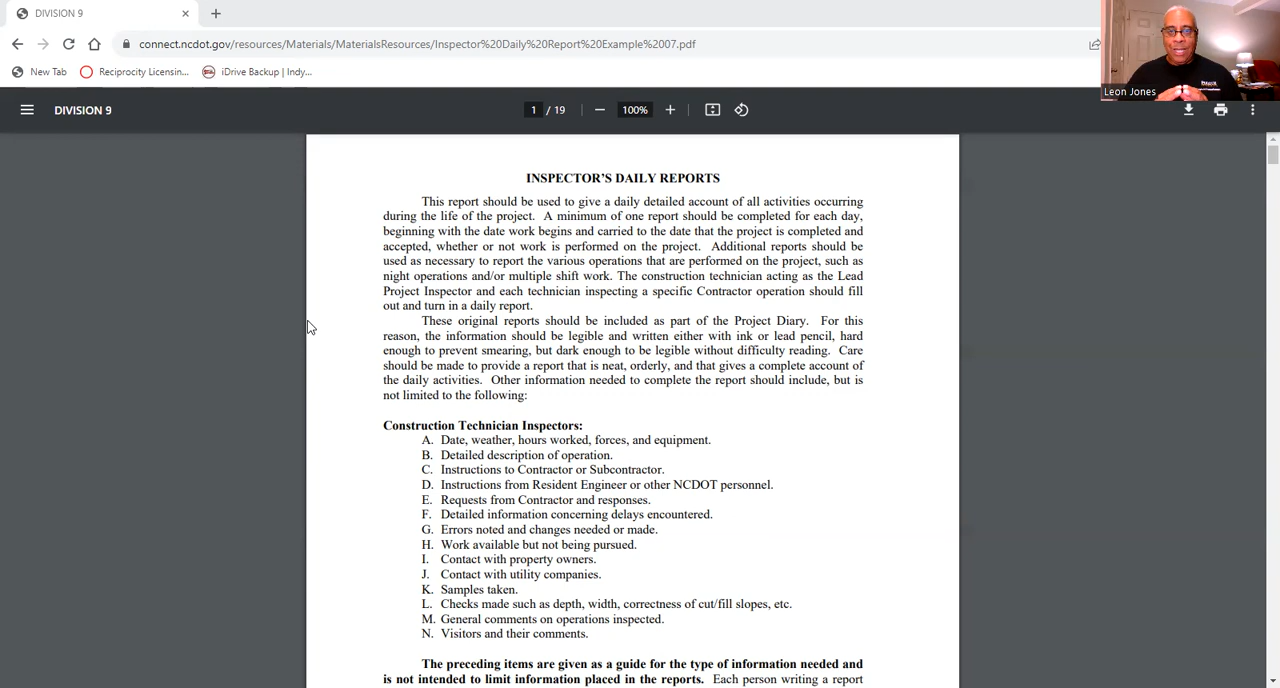 DIVISION 9
connect.ncdot.gov/resources/Materials/MaterialsResources/Inspector%20Daily%20Report%20Example%2007.pdf
New Tab
Reciprocity Licensin...
iDrive Backup | Indy...
Leon Jones
DIVISION 9
1 / 19
100%
INSPECTOR'S DAILY REPORTS
This report should be used to give a daily detailed account of all activities occurring
during the life of the project. A minimum of one report should be completed for each day,
beginning with the date work begins and carried to the date that the project is completed and
accepted, whether or not work is performed on the project. Additional reports should be
used as necessary to report the various operations that are performed on the project, such as
night operations and/or multiple shift work. The construction technician acting as the Lead
Project Inspector and each technician inspecting a specific Contractor operation should fill
out and turn in a daily report.
These original reports should be included as part of the Project Diary. For this
reason, the information should be legible and written either with ink or lead pencil, hard
enough to prevent smearing, but dark enough to be legible without difficulty reading. Care
should be made to provide a report that is neat, orderly, and that gives a complete account of
the daily activities. Other information needed to complete the report should include, but is
not limited to the following:
Construction Technician Inspectors:
A. Date, weather, hours worked, forces, and equipment.
B. Detailed description of operation.
C. Instructions to Contractor or Subcontractor.
D. Instructions from Resident Engineer or other NCDOT personnel.
E. Requests from Contractor and responses.
F. Detailed information concerning delays encountered.
G. Errors noted and changes needed or made.
H. Work available but not being pursued.
I. Contact with property owners.
J. Contact with utility companies.
K. Samples taken.
L. Checks made such as depth, width, correctness of cut/fill slopes, etc.
M. General comments on operations inspected.
N. Visitors and their comments.
The preceding items are given as a guide for the type of information needed and
is not intended to limit information placed in the reports. Each person writing a report